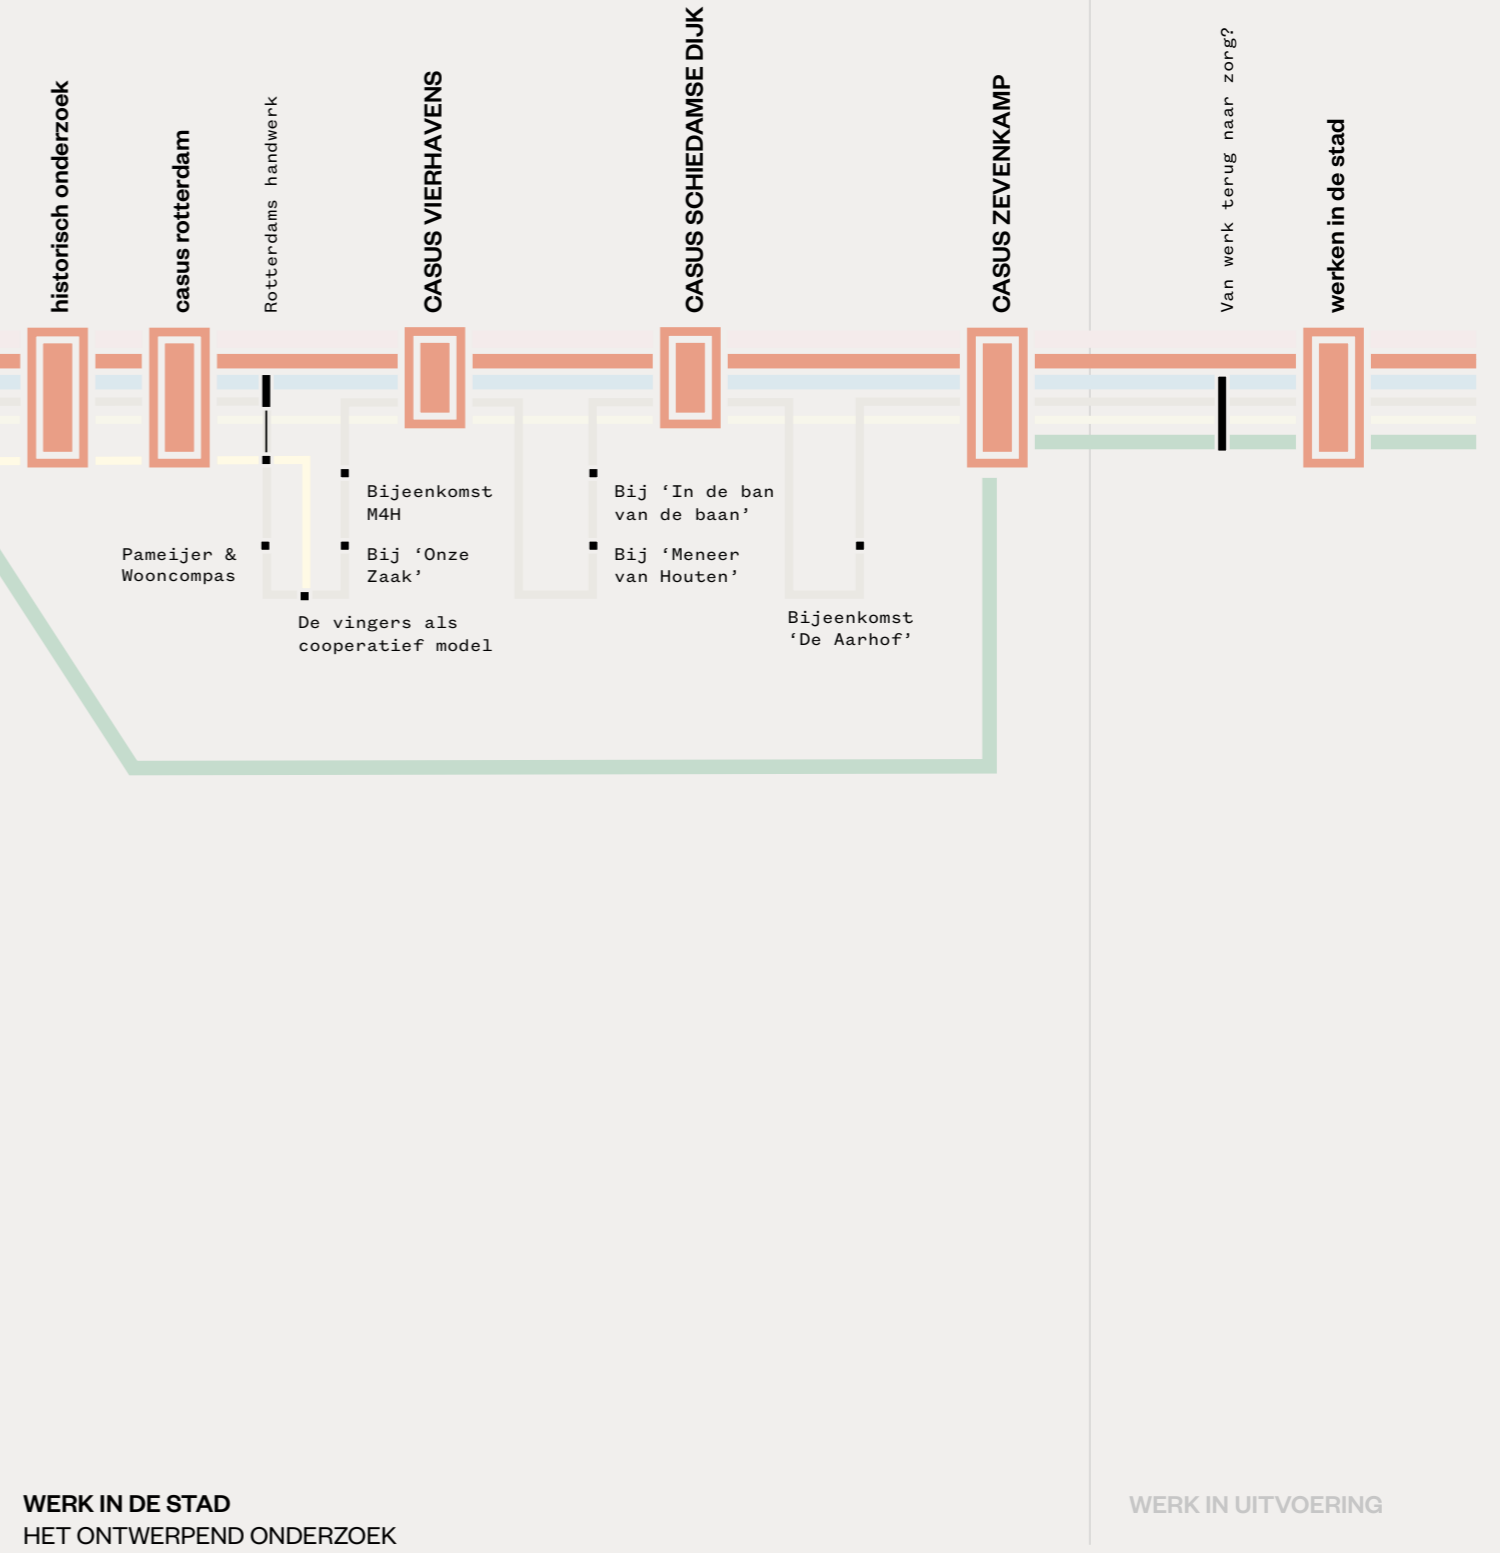 historisch onderzoek
casus rotterdam
Rotterdams handwerk
CASUS VIERHAVENS
CASUS SCHIEDAMSE DIJK
CASUS ZEVENKAMP
Van werk terug naar zorg?
werken in de stad
Bijeenkomst
M4H
Bij ‘In de ban
van de baan’
Pameijer &
Wooncompas
Bij ‘Onze
Zaak’
Bij ‘Meneer
van Houten’
De vingers als
cooperatief model
Bijeenkomst
‘De Aarhof’
WERK IN DE STAD
HET ONTWERPEND ONDERZOEK
WERK IN UITVOERING